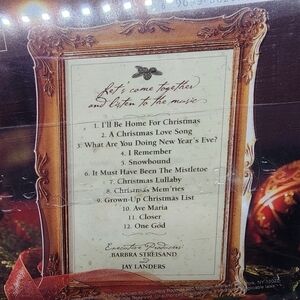 Let's come together
and listen to the music
1. I'll Be Home For Christmas
2. A Christmas Love Song
3. What Are You Doing New Year's Eve?
4. I Remember
5. Snowbound
6. It Must Have Been The Mistletoe
7. Christmas Lullaby
8. Christmas Mem'ries
9. Grown-Up Christmas List
10. Ave Maria
11. Closer
12. One God
Executive Producers:
BARBRA STREISAND
JAY LANDERS